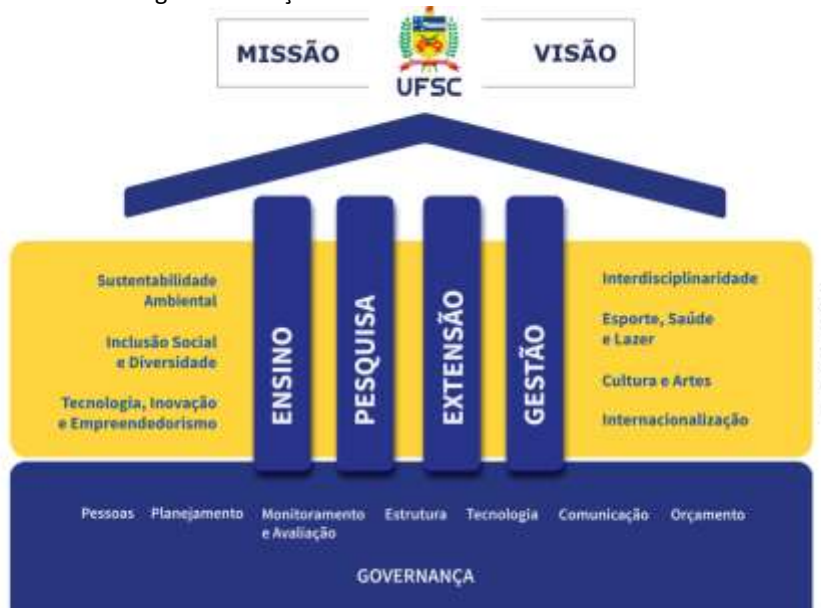 MISSÃO
UFSC
VISÃO
Sustentabilidade
Ambiental
Inclusão Social
e Diversidade
Tecnologia, Inovação
e Empreendedorismo
ENSINO
PESQUISA
EXTENSÃO
GESTÃO
Interdisciplinaridade
Esporte, Saúde
e Lazer
Cultura e Artes
Internacionalização
Pessoas Planejamento Monitoramento Estrutura Tecnologia Comunicação Orçamento
e Avaliação
GOVERNANÇA